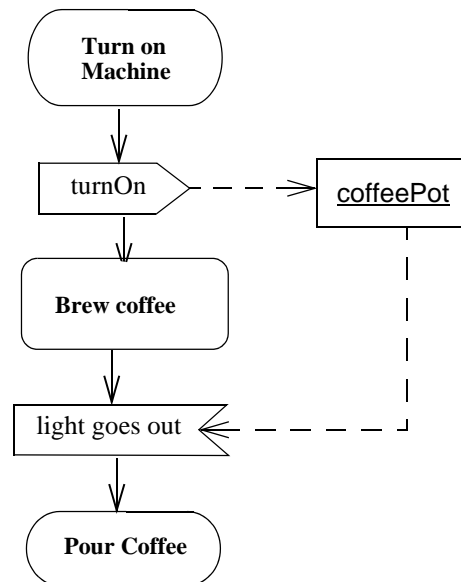 Turn on
Machine
turnOn
coffeePot
Brew coffee
light goes out
Pour Coffee